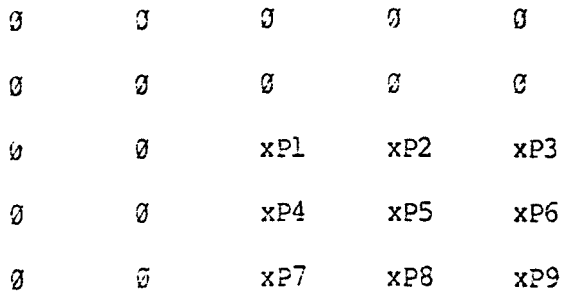 Ø Ø Ø Ø Ø
Ø Ø Ø Ø Ø
Ø Ø xP1 xP2 xP3
Ø Ø xP4 xP5 xP6
Ø Ø xP7 xP8 xP9